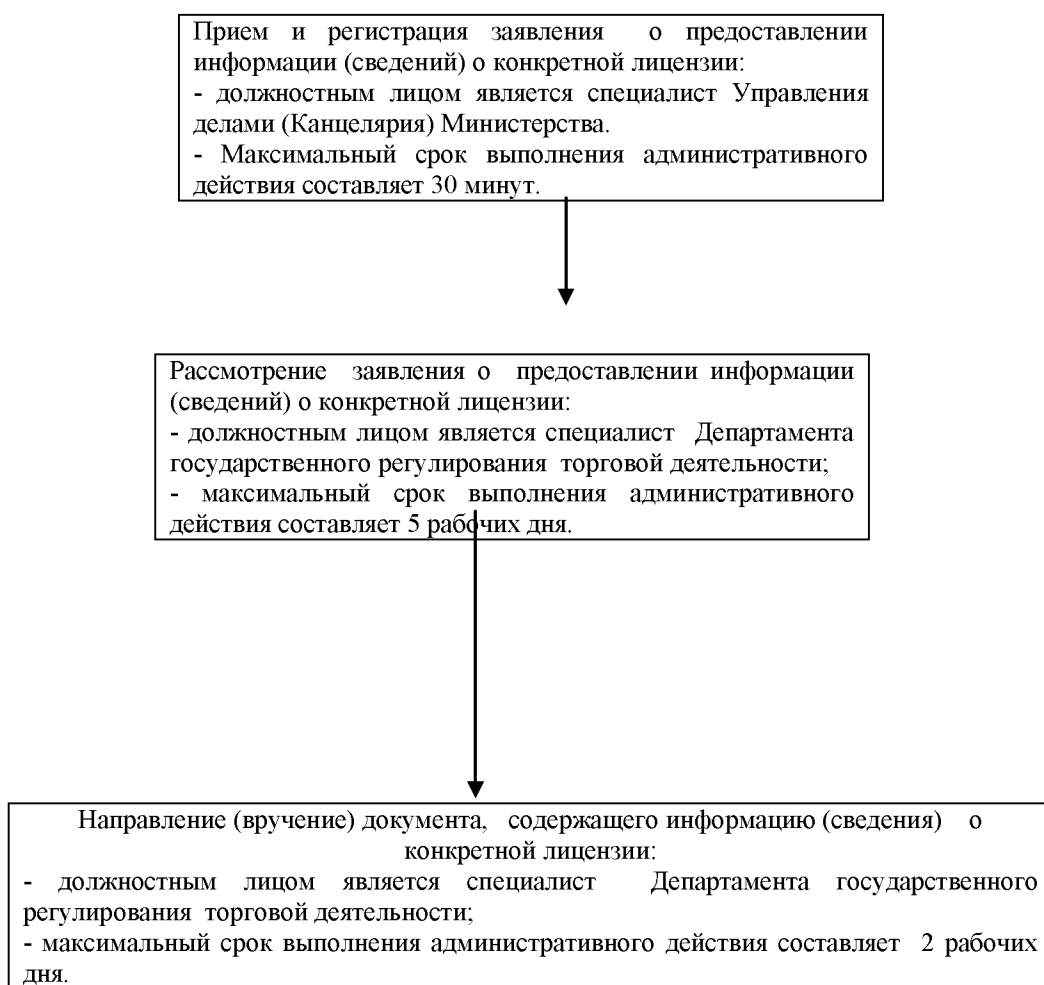 Прием и регистрация заявления о предоставлении
информации (сведений) о конкретной лицензии:
- должностным лицом является специалист Управления
делами (Канцелярия) Министерства.
- Максимальный срок выполнения административного
действия составляет 30 минут.
Рассмотрение заявления о предоставлении информации
(сведений) о конкретной лицензии:
- должностным лицом является специалист Департамента
государственного регулирования торговой деятельности;
- максимальный срок выполнения административного
действия составляет 5 рабочих дня.
Направление (вручение) документа, содержащего информацию (сведения) о
конкретной лицензии:
- должностным лицом является специалист Департамента государственного
регулирования торговой деятельности;
- максимальный срок выполнения административного действия составляет 2 рабочих
дня.